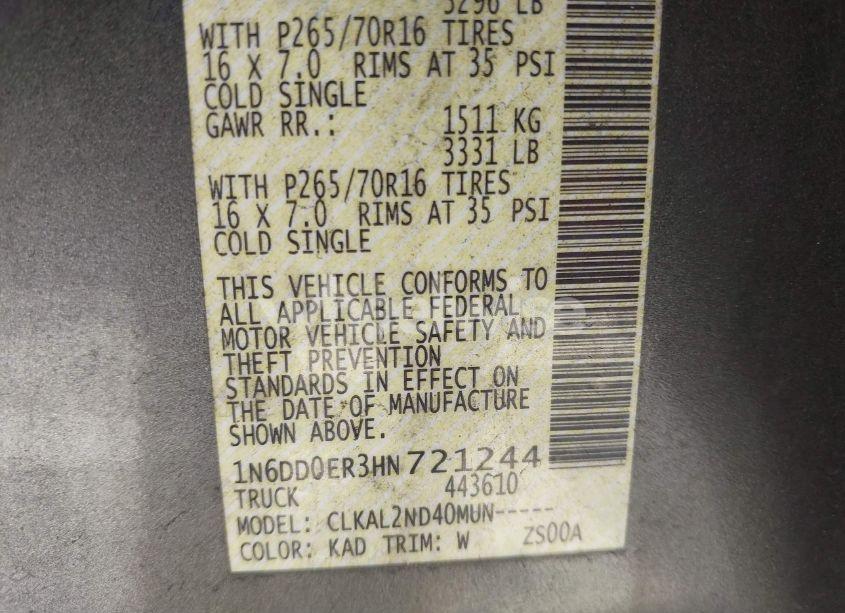 3296 LB
WITH P265/70R16 TIRES
16 X 7.0 RIMS AT 35 PSI
COLD SINGLE
GAWR RR.: 1511 KG
3331 LB
WITH P265/70R16 TIRES
16 X 7.0 RIMS AT 35 PSI
COLD SINGLE
THIS VEHICLE CONFORMS TO
ALL APPLICABLE FEDERAL
MOTOR VEHICLE SAFETY AND
THEFT PREVENTION
STANDARDS IN EFFECT ON
THE DATE OF MANUFACTURE
SHOWN ABOVE.
1N6DD0ER3HN721244
TRUCK 443610
MODEL: CLKAL2ND40MUN-----
COLOR: KAD TRIM: W ZS00A